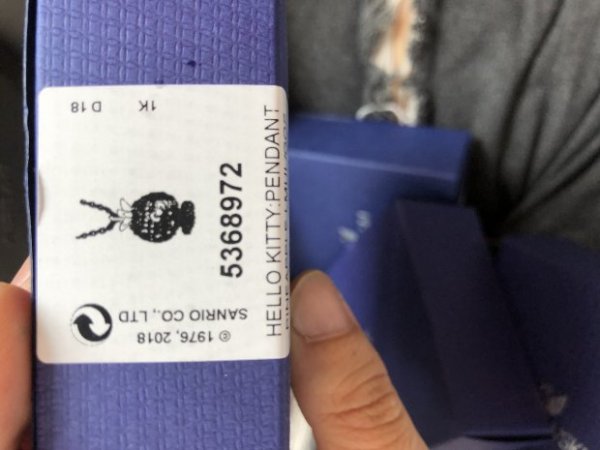 5368972
HELLO KITTY:PENDANT
© 1976, 2018
SANRIO CO., LTD
1K
D 18